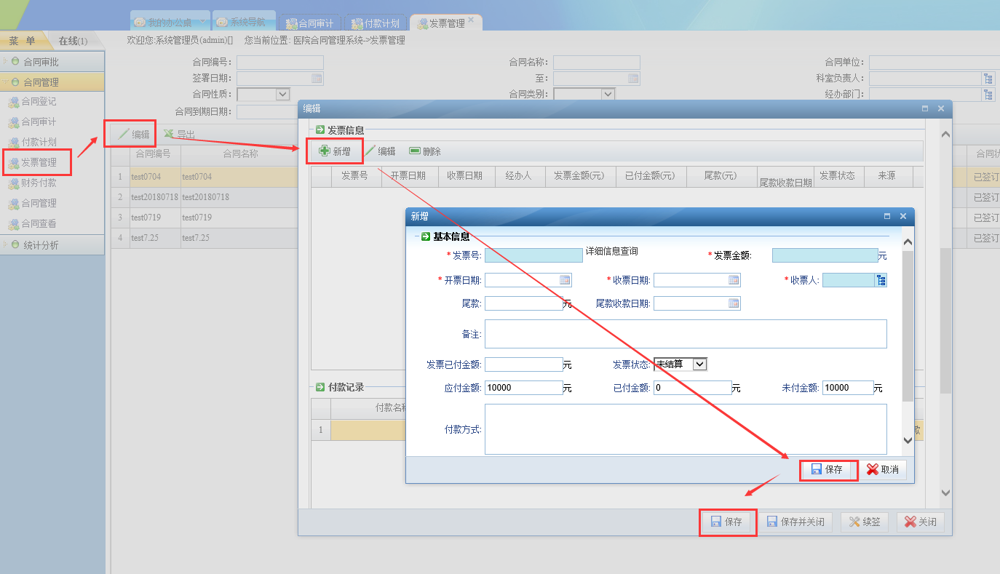 我的办公桌 系统导航 合同审计 付款计划 发票管理
菜 单 在线(1) 欢迎您:系统管理员(admin)[] 您当前位置: 医院合同管理系统->发票管理
合同审批
合同管理
合同登记
合同审计
付款计划
发票管理
财务付款
合同管理
合同查看
统计分析
合同编号: 合同名称: 合同单位:
签署日期: 至: 科室负责人:
合同性质: 合同类别: 经办部门:
合同到期日期:
编辑 导出
合同编号 合同名称 合同状
1 test0704 test0704 已签订
2 test20180718 test20180718 已签订
3 test0719 test0719 已签订
4 test7.25 test7.25 已签订
编辑
发票信息
新增 编辑 删除
发票号 开票日期 收票日期 经办人 发票金额(元) 已付金额(元) 尾款(元) 尾款收款日期 发票状态 来源
新增
基本信息
*发票号: 详细信息查询 *发票金额: 元
*开票日期: *收票日期: *收票人:
尾款: 元 尾款收款日期:
备注:
发票已付金额: 元 发票状态: 未结算
应付金额: 10000 元 已付金额: 0 元 未付金额: 10000 元
付款方式:
保存 取消
付款记录
付款名称
1 款
保存 保存并关闭 续签 关闭